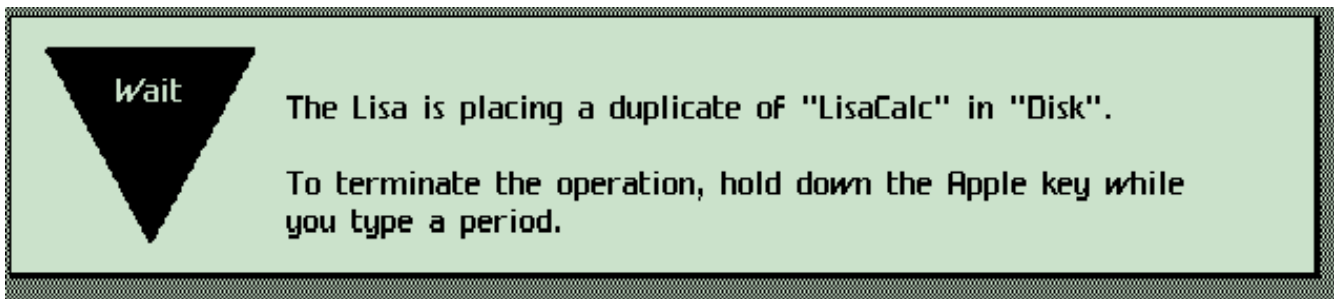 Wait
The Lisa is placing a duplicate of "LisaCalc" in "Disk".
To terminate the operation, hold down the Apple key while
you type a period.